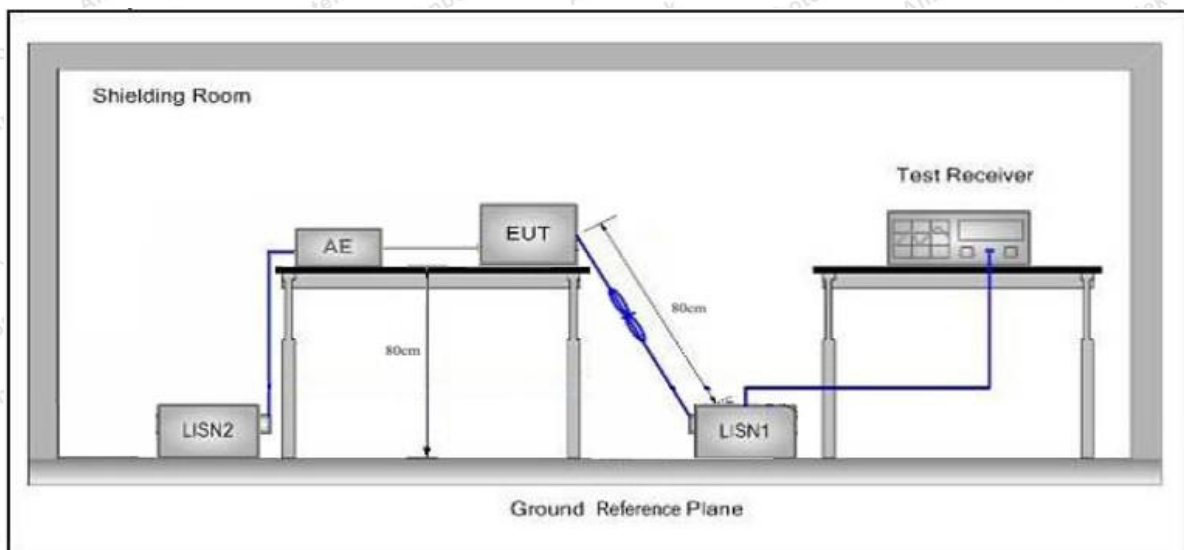 Shielding Room
Test Receiver
AE
EUT
80cm
80cm
LISN2
LISN1
Ground Reference Plane